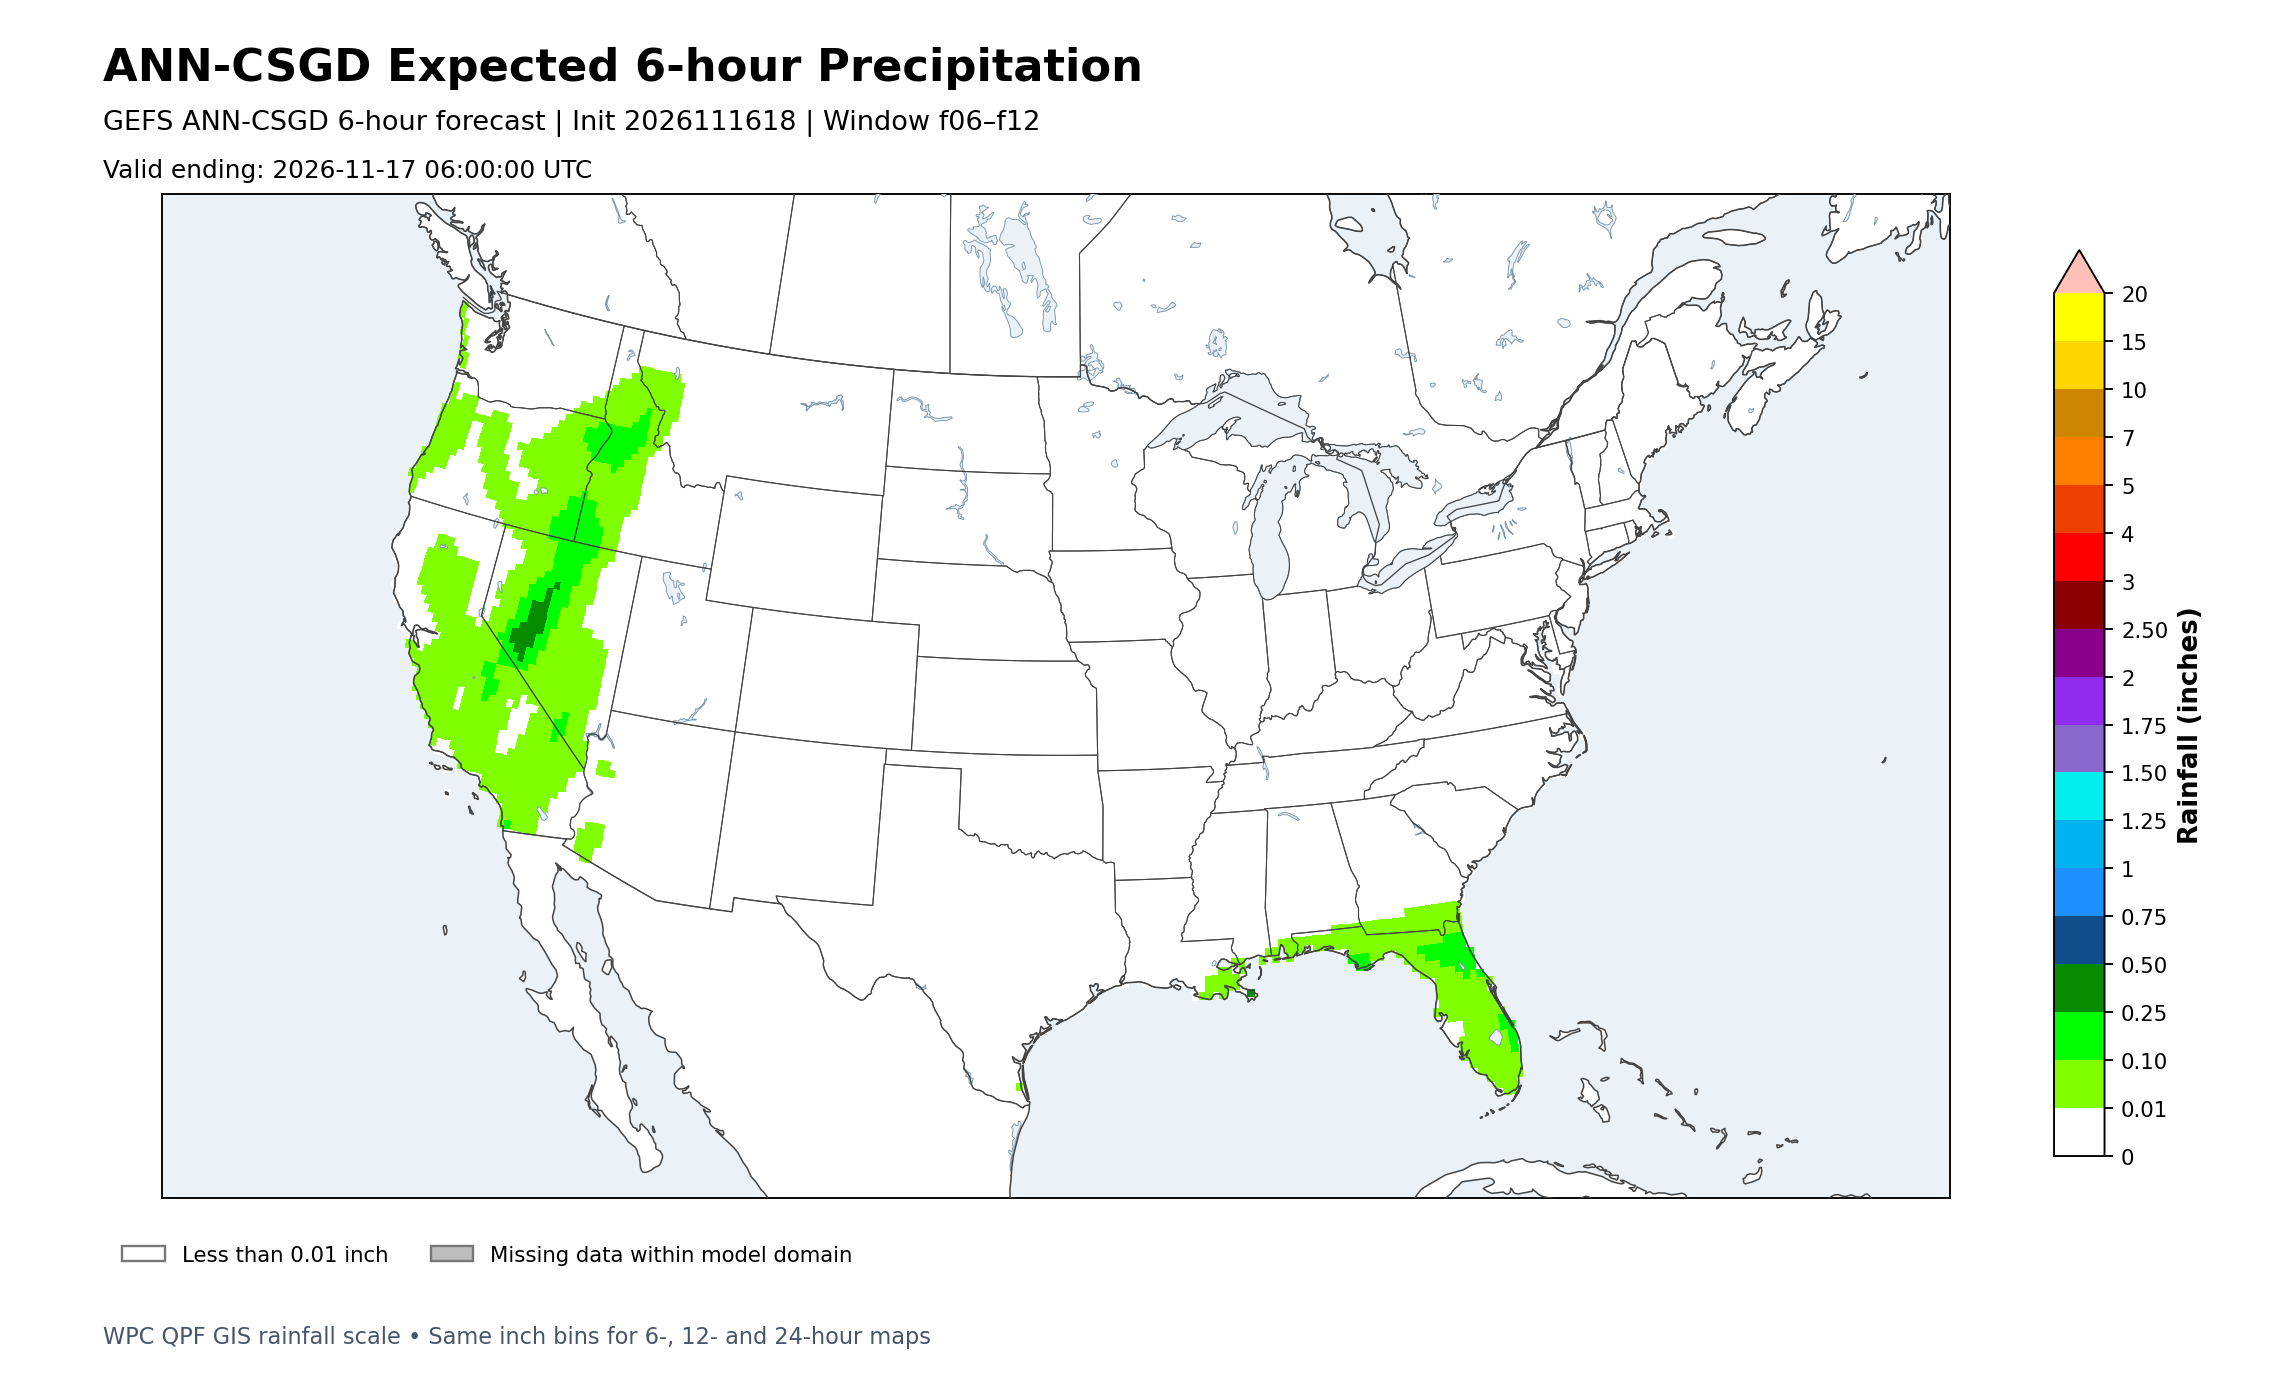 ANN-CSGD Expected 6-hour Precipitation
GEFS ANN-CSGD 6-hour forecast | Init 2026111618 | Window f06–f12
Valid ending: 2026-11-17 06:00:00 UTC
20
15
10
7
5
4
3
2.50
2
1.75
1.50
1.25
1
0.75
0.50
0.25
0.10
0.01
0
Rainfall (inches)
Less than 0.01 inch
Missing data within model domain
WPC QPF GIS rainfall scale • Same inch bins for 6-, 12- and 24-hour maps